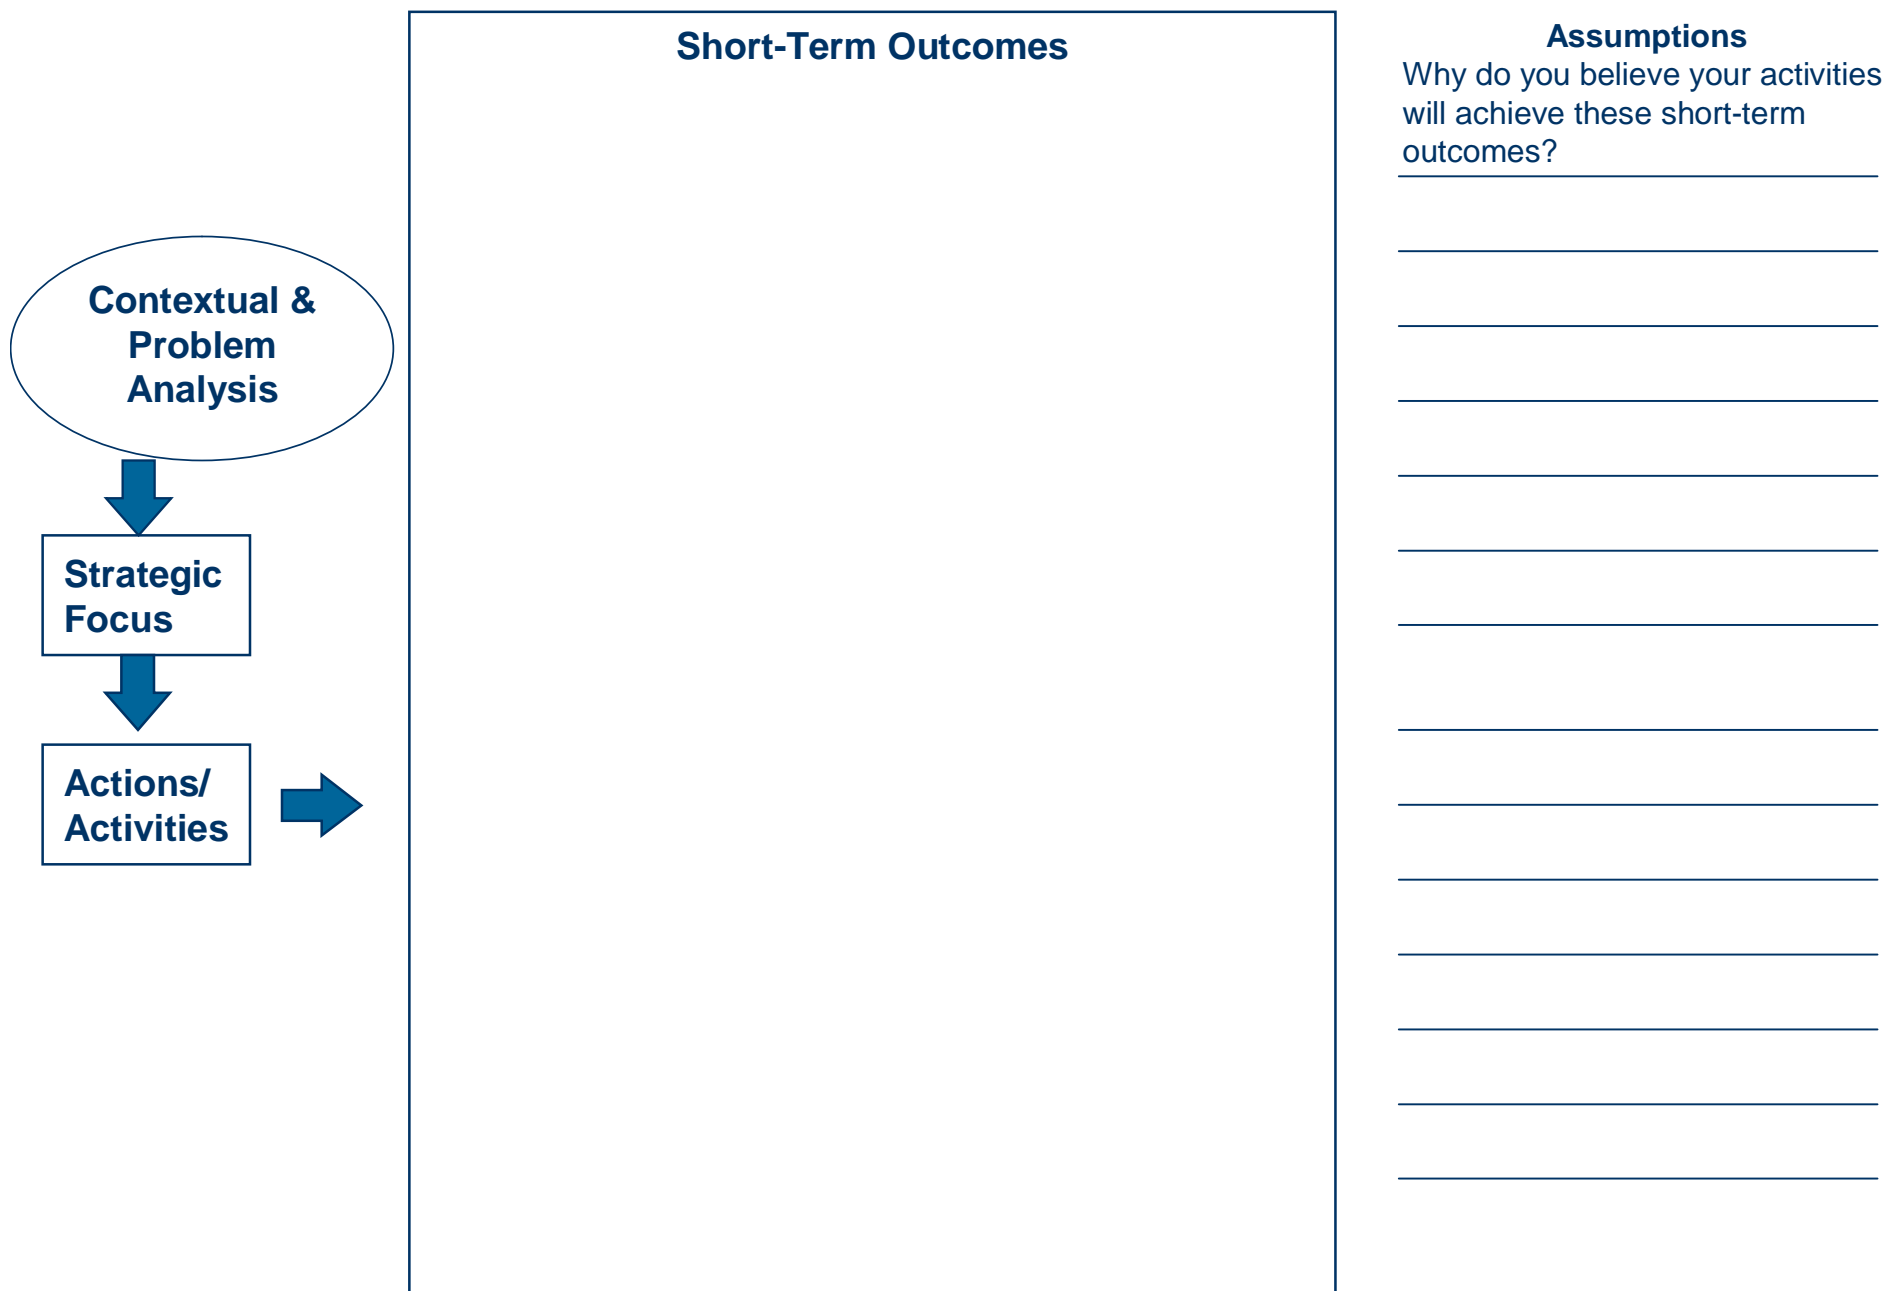 Short-Term Outcomes
Assumptions
Why do you believe your activities
will achieve these short-term
outcomes?
Contextual &
Problem
Analysis
Strategic
Focus
Actions/
Activities